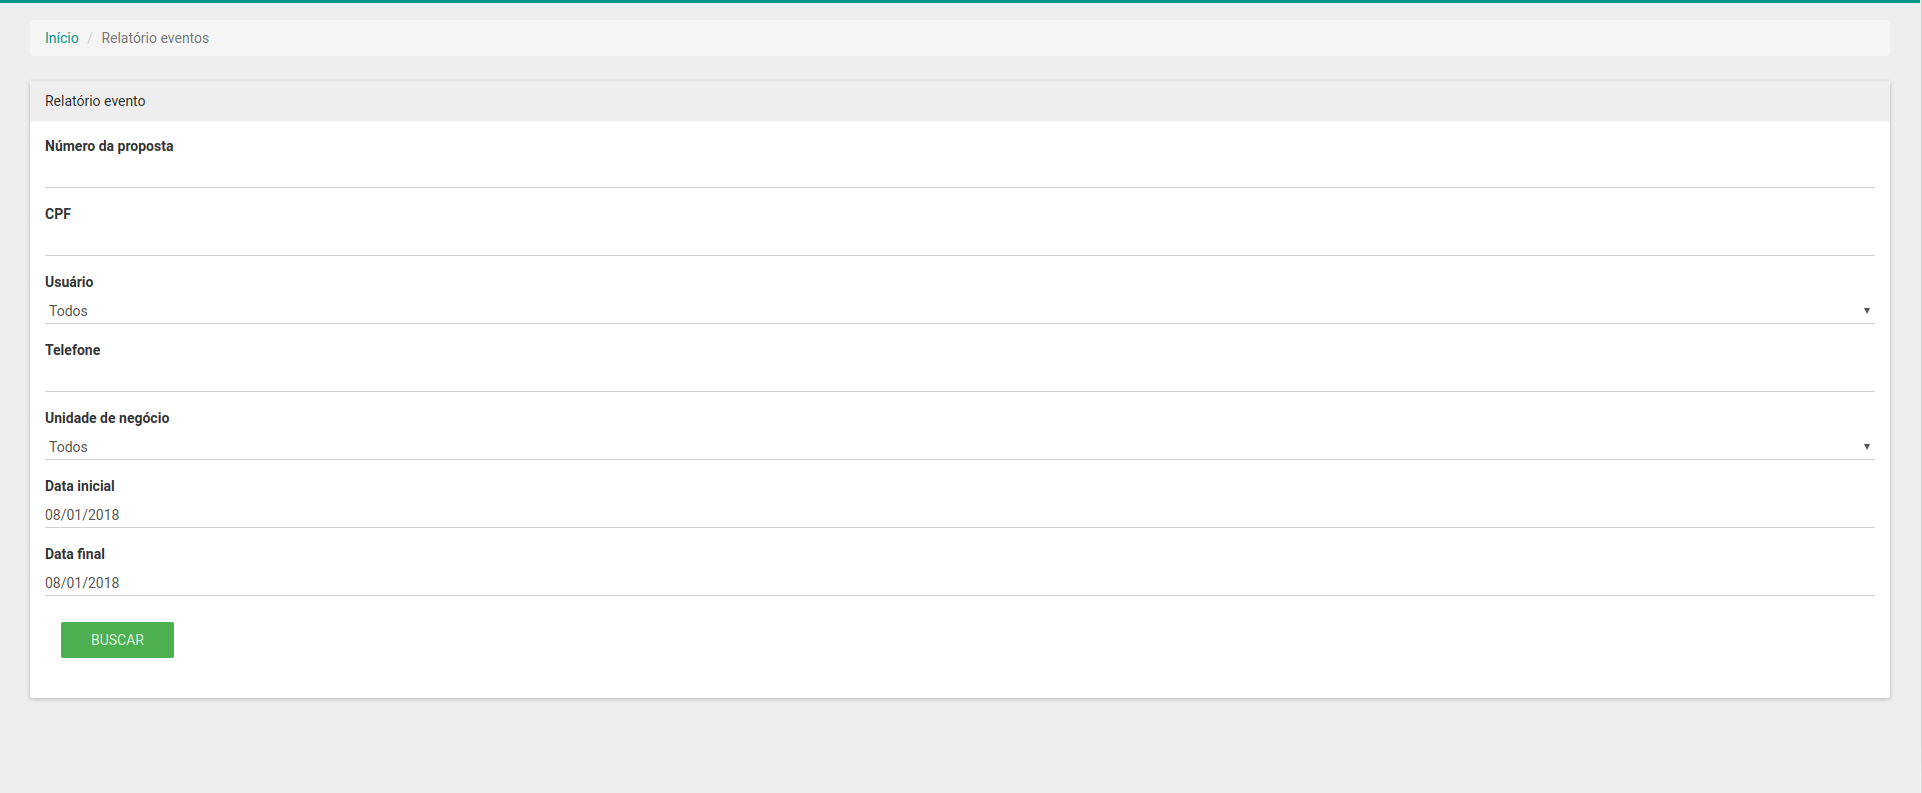 Início / Relatório eventos
Relatório evento
Número da proposta
CPF
Usuário
Todos
Telefone
Unidade de negócio
Todos
Data inicial
08/01/2018
Data final
08/01/2018
BUSCAR